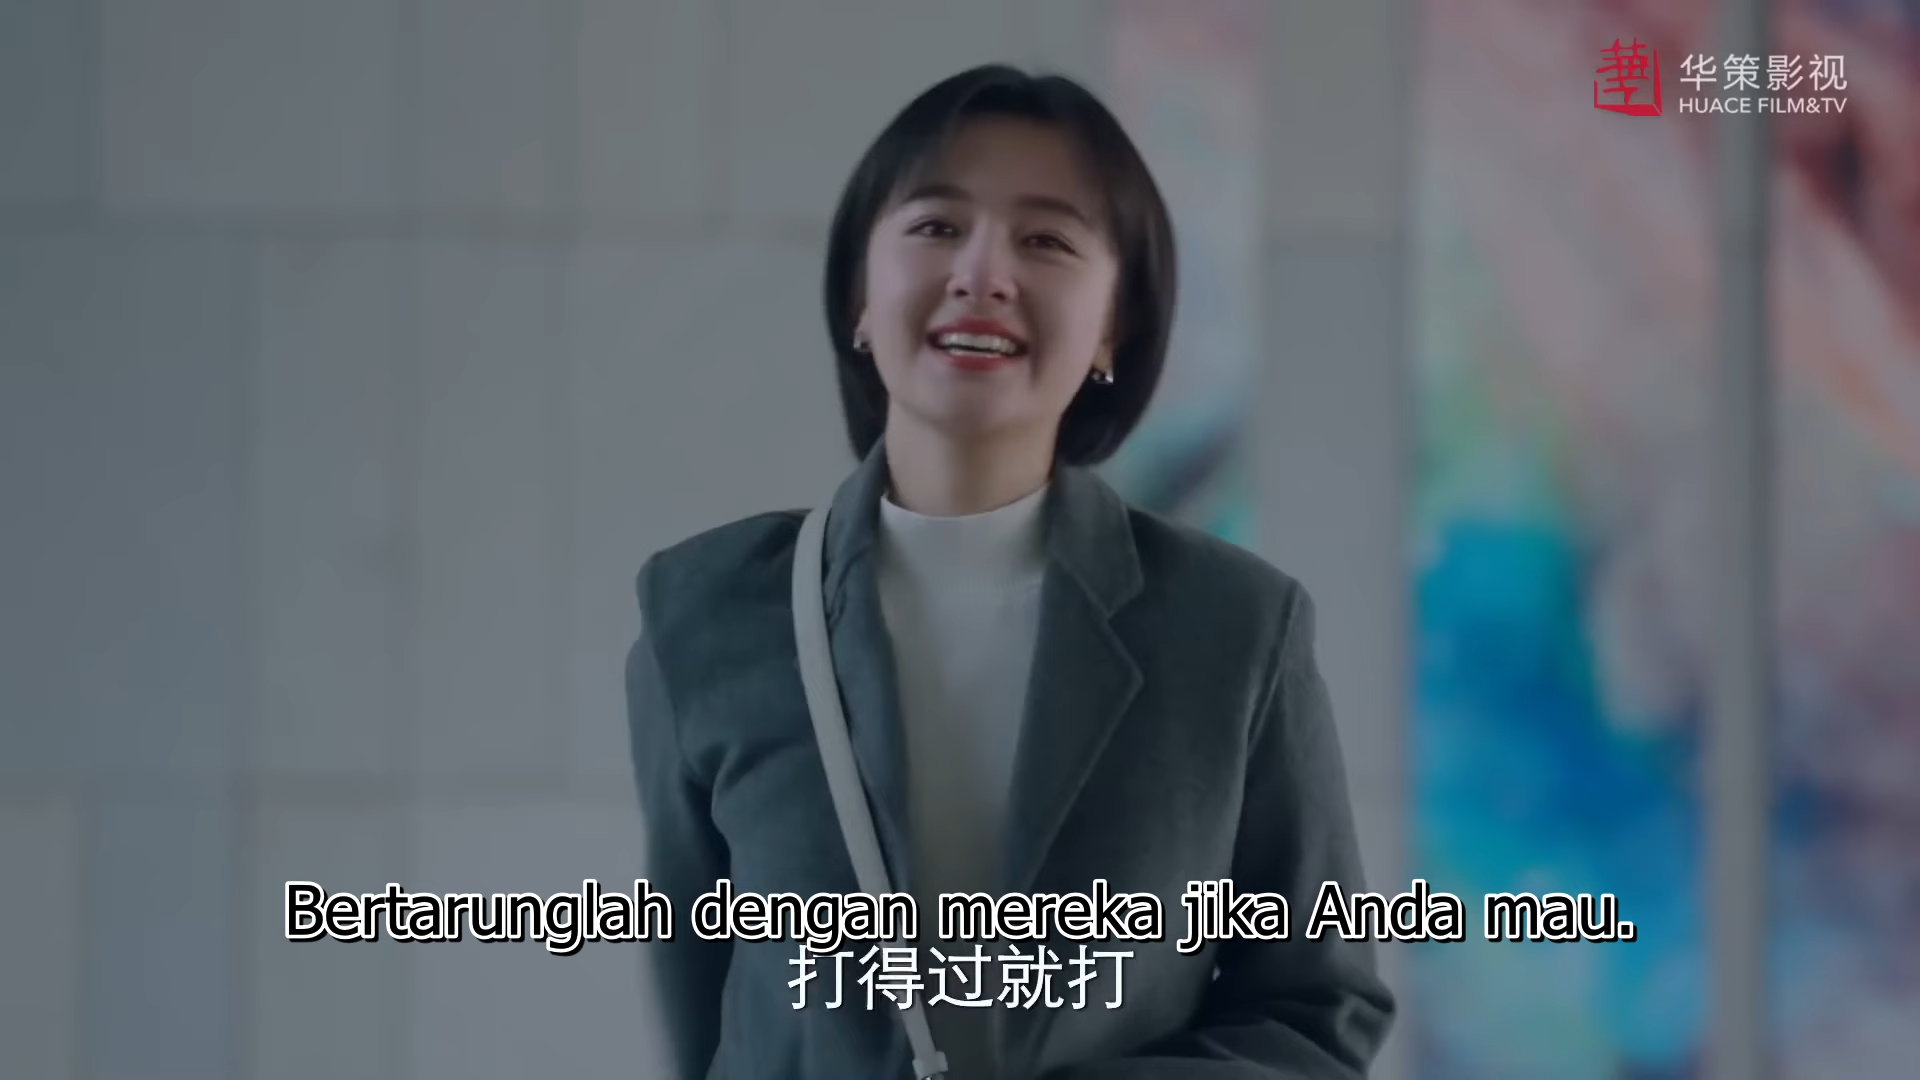 华策影视
HUACE FILM&TV
Bertarunglah dengan mereka jika Anda mau.
打得过就打